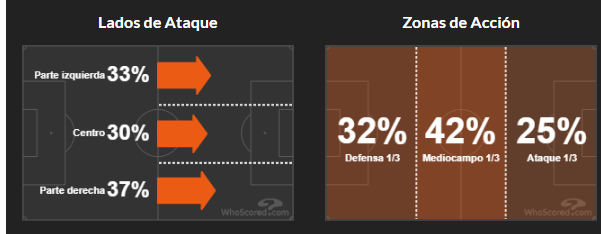 Lados de Ataque
Parte izquierda 33%
Centro 30%
Parte derecha 37%
WhoScored.com
Zonas de Acción
32% 42% 25%
Defensa 1/3 Mediocampo 1/3 Ataque 1/3
WhoScored.com